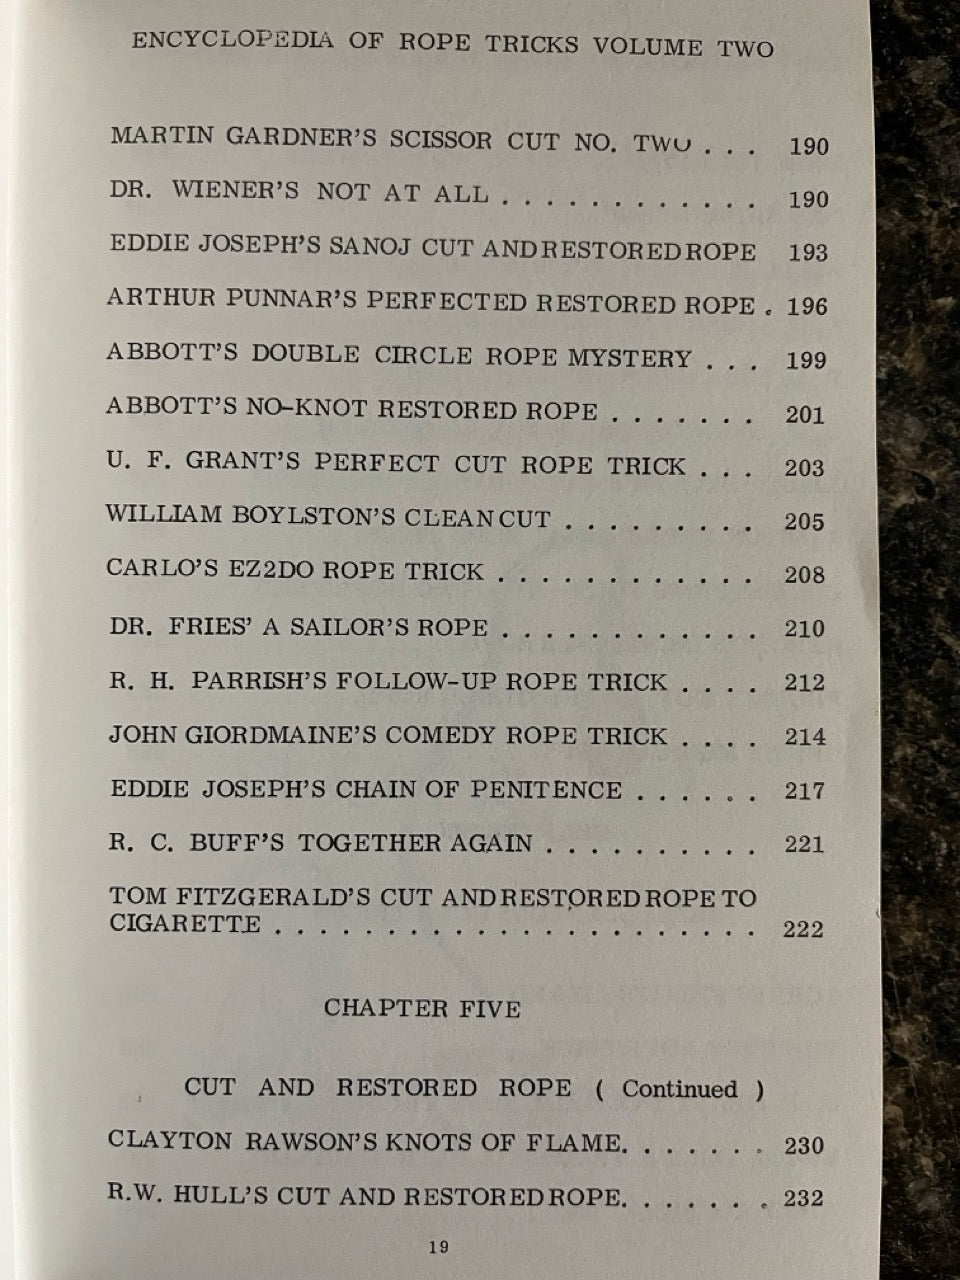 ENCYCLOPEDIA OF ROPE TRICKS VOLUME TWO
MARTIN GARDNER'S SCISSOR CUT NO. TWO . . . 190
DR. WIENER'S NOT AT ALL . . . . . . . . . . . . 190
EDDIE JOSEPH'S SANOJ CUT AND RESTORED ROPE 193
ARTHUR PUNNAR'S PERFECTED RESTORED ROPE . 196
ABBOTT'S DOUBLE CIRCLE ROPE MYSTERY . . . 199
ABBOTT'S NO-KNOT RESTORED ROPE . . . . . . . 201
U. F. GRANT'S PERFECT CUT ROPE TRICK . . . 203
WILLIAM BOYLSTON'S CLEAN CUT . . . . . . . . . 205
CARLO'S EZ2DO ROPE TRICK . . . . . . . . . . . . 208
DR. FRIES' A SAILOR'S ROPE . . . . . . . . . . . . 210
R. H. PARRISH'S FOLLOW-UP ROPE TRICK . . . . 212
JOHN GIORDMAINE'S COMEDY ROPE TRICK . . . . 214
EDDIE JOSEPH'S CHAIN OF PENITENCE . . . . . . 217
R. C. BUFF'S TOGETHER AGAIN . . . . . . . . . . 221
TOM FITZGERALD'S CUT AND RESTORED ROPE TO
CIGARETTE . . . . . . . . . . . . . . . . . . . . . . . 222
CHAPTER FIVE
CUT AND RESTORED ROPE ( Continued )
CLAYTON RAWSON'S KNOTS OF FLAME. . . . . . . 230
R.W. HULL'S CUT AND RESTORED ROPE. . . . . . . 232
19